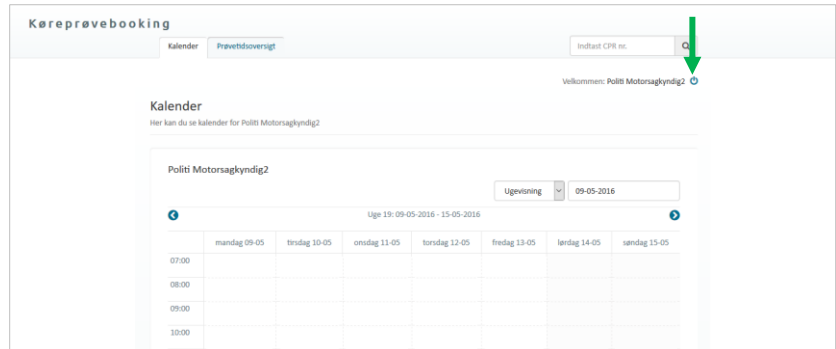 Køreprøvebooking
Kalender Prøvetidsoversigt Indtast CPR nr.
Velkommen: Politi Motorsagkyndig2
Kalender
Her kan du se kalender for Politi Motorsagkyndig2
Politi Motorsagkyndig2
Ugevisning 09-05-2016
Uge 19: 09-05-2016 - 15-05-2016
mandag 09-05 tirsdag 10-05 onsdag 11-05 torsdag 12-05 fredag 13-05 lørdag 14-05 søndag 15-05
07:00
08:00
09:00
10:00